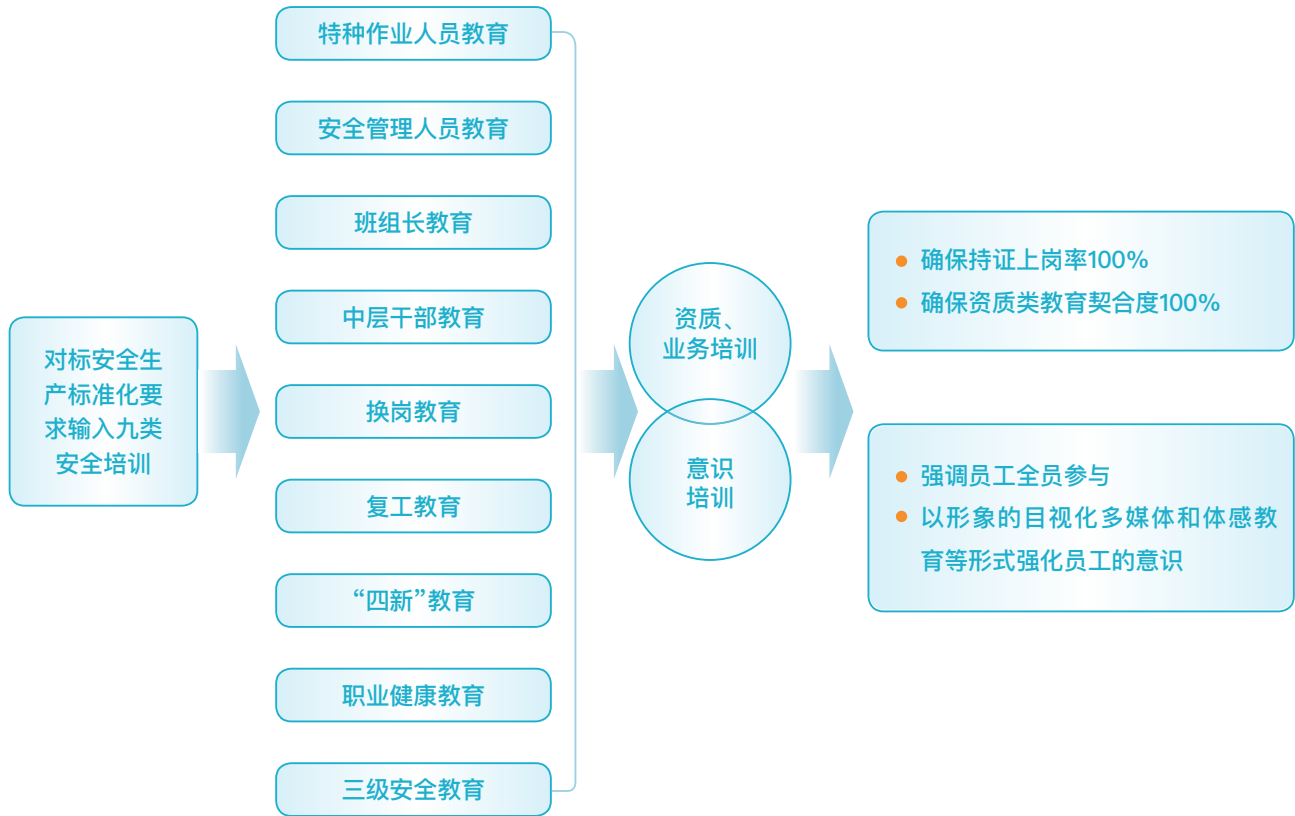 对标安全生
产标准化要
求输入九类
安全培训
特种作业人员教育
安全管理人员教育
班组长教育
中层干部教育
换岗教育
复工教育
“四新”教育
职业健康教育
三级安全教育
资质、
业务培训
意识
培训
确保持证上岗率100%
确保资质类教育契合度100%
强调员工全员参与
以形象的目视化多媒体和体感教
育等形式强化员工的意识